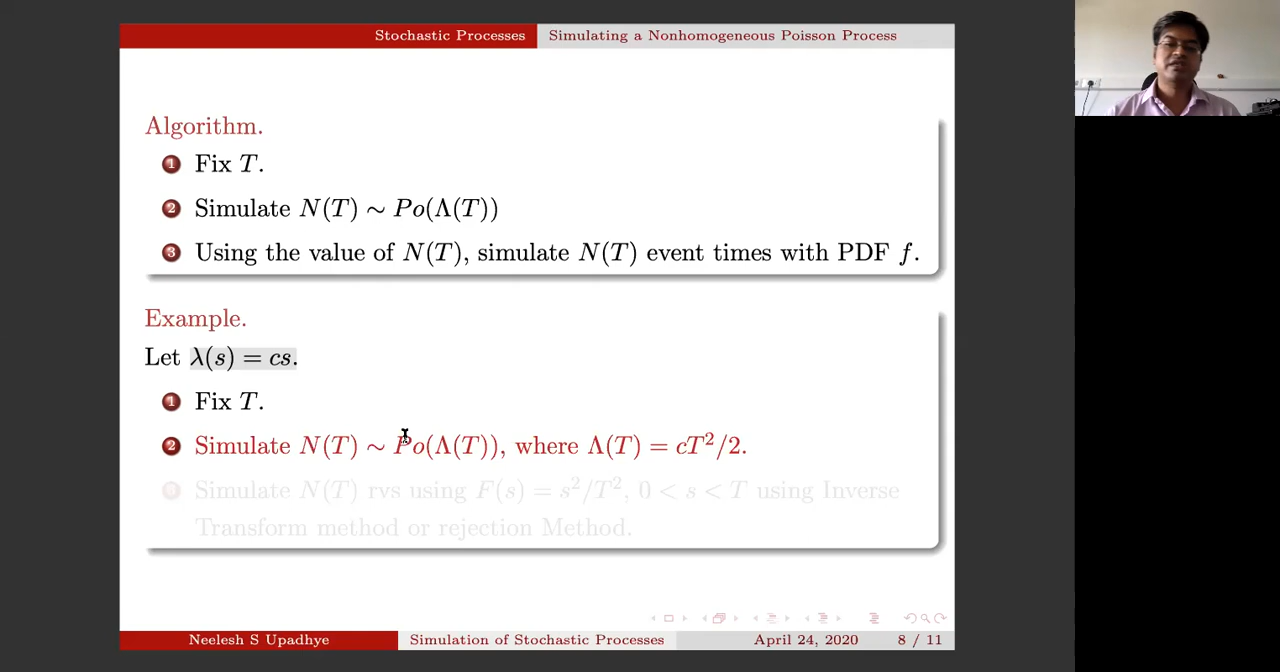 Stochastic Processes Simulating a Nonhomogeneous Poisson Process
Algorithm.
1 Fix T.
2 Simulate N(T) ∼ Po(Λ(T))
3 Using the value of N(T), simulate N(T) event times with PDF f.
Example.
Let λ(s) = cs.
1 Fix T.
2 Simulate N(T) ∼ Po(Λ(T)), where Λ(T) = cT²/2.
3 Simulate N(T) rvs using F(s) = s²/T², 0 < s < T using Inverse
Transform method or rejection Method.
Neelesh S Upadhye Simulation of Stochastic Processes April 24, 2020 8 / 11